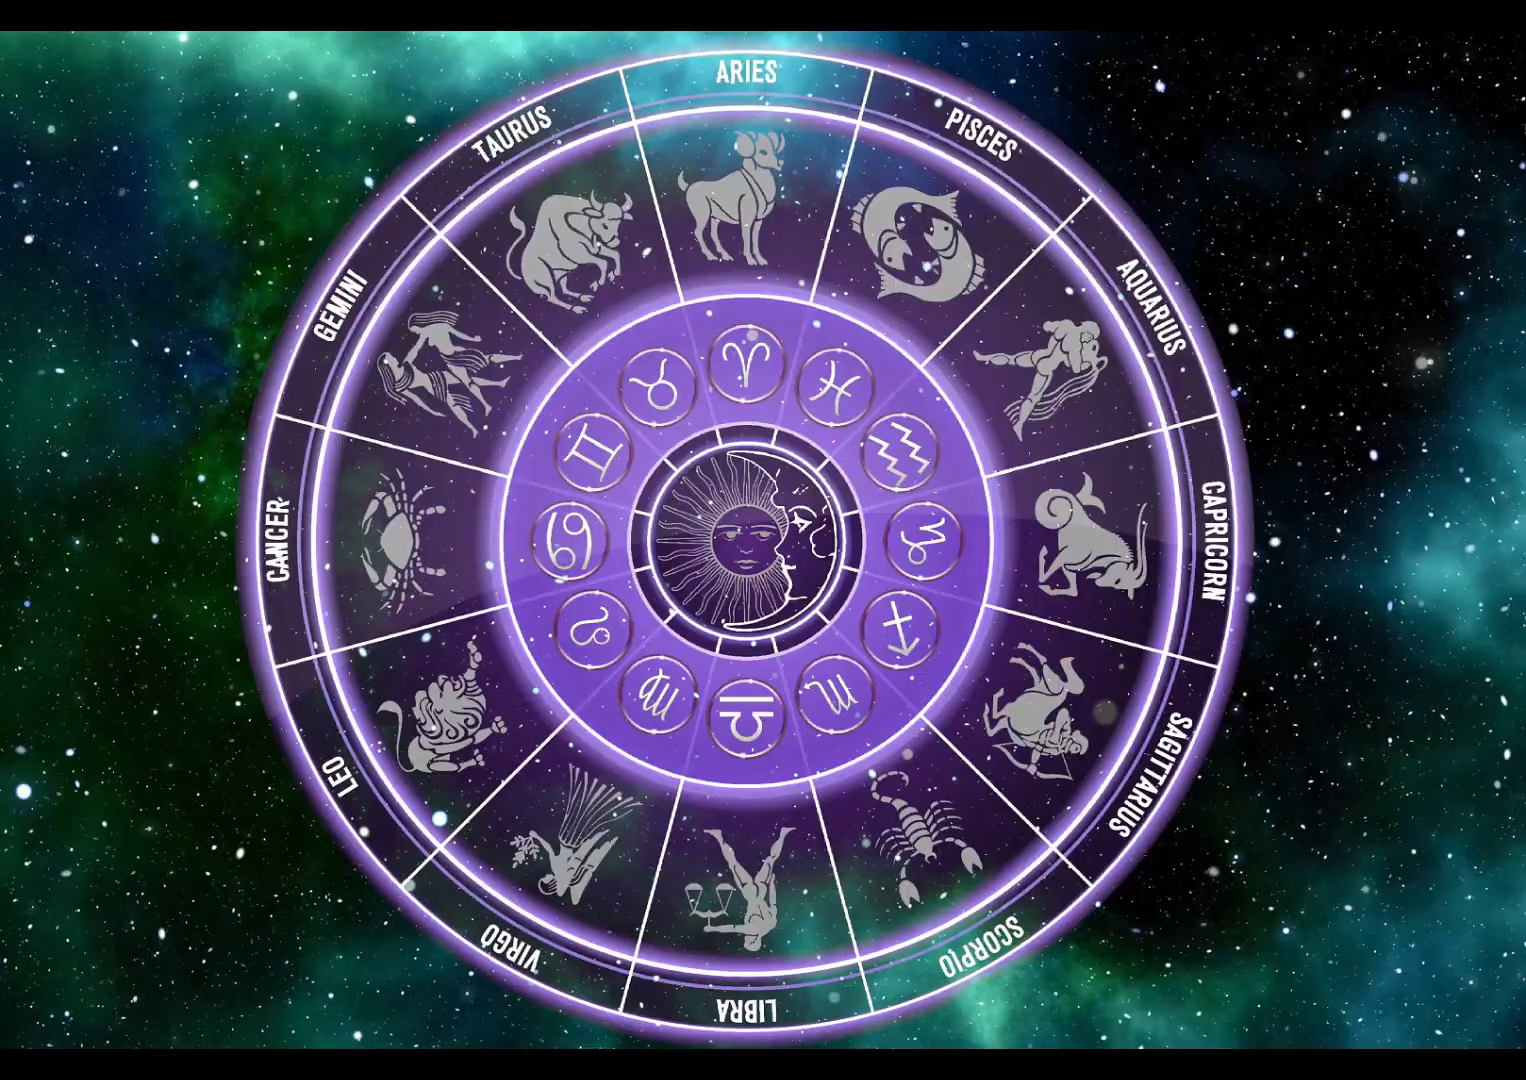 ARIES
PISCES
AQUARIUS
CAPRICORN
SAGITTARIUS
SCORPIO
LIBRA
VIRGO
LEO
CANCER
GEMINI
TAURUS